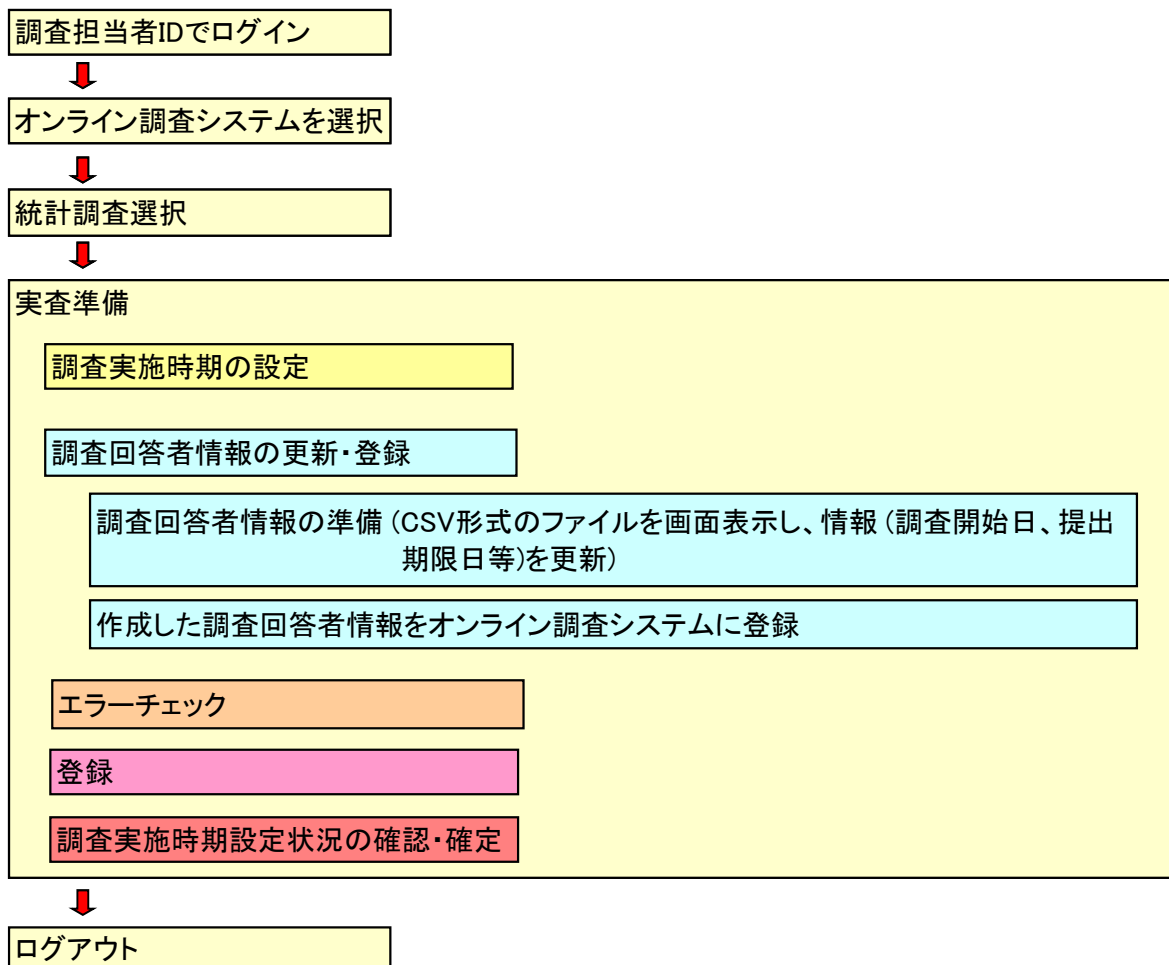 調査担当者IDでログイン
オンライン調査システムを選択
統計調査選択
実査準備
調査実施時期の設定
調査回答者情報の更新・登録
調査回答者情報の準備(CSV形式のファイルを画面表示し、情報(調査開始日、提出
期限日等)を更新)
作成した調査回答者情報をオンライン調査システムに登録
エラーチェック
登録
調査実施時期設定状況の確認・確定
ログアウト